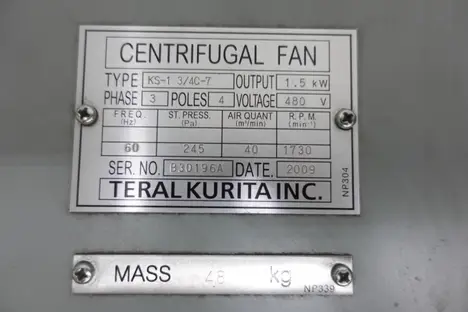 CENTRIFUGAL FAN
TYPE KS-1 3/4C-7 OUTPUT 1.5 kW
PHASE 3 POLES 4 VOLTAGE 480 V
FREQ. ST. PRESS. AIR QUANT R.P.M.
(Hz) (Pa) (m³/min) (min⁻¹)
60 245 40 1730
SER. NO. 830196A DATE. 2009
TERAL KURITA INC.
NP304
MASS 48 kg
NP339